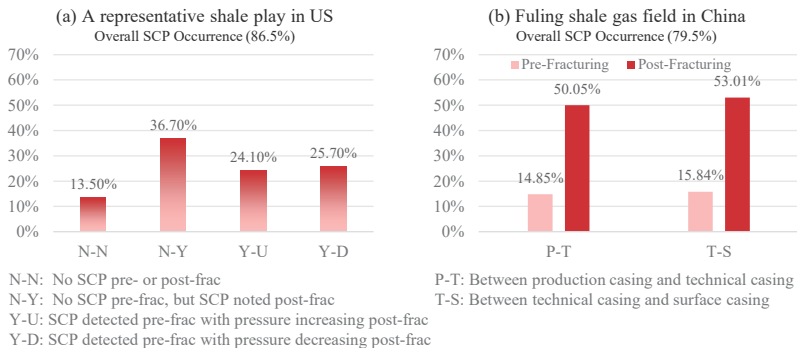 (a) A representative shale play in US
Overall SCP Occurrence (86.5%)
70%
60%
50%
40%
30%
20%
10%
0%
13.50%
36.70%
24.10%
25.70%
N-N
N-Y
Y-U
Y-D
N-N: No SCP pre- or post-frac
N-Y: No SCP pre-frac, but SCP noted post-frac
Y-U: SCP detected pre-frac with pressure increasing post-frac
Y-D: SCP detected pre-frac with pressure decreasing post-frac
(b) Fuling shale gas field in China
Overall SCP Occurrence (79.5%)
Pre-Fracturing
Post-Fracturing
70%
60%
50%
40%
30%
20%
10%
0%
14.85%
50.05%
15.84%
53.01%
P-T
T-S
P-T: Between production casing and technical casing
T-S: Between technical casing and surface casing